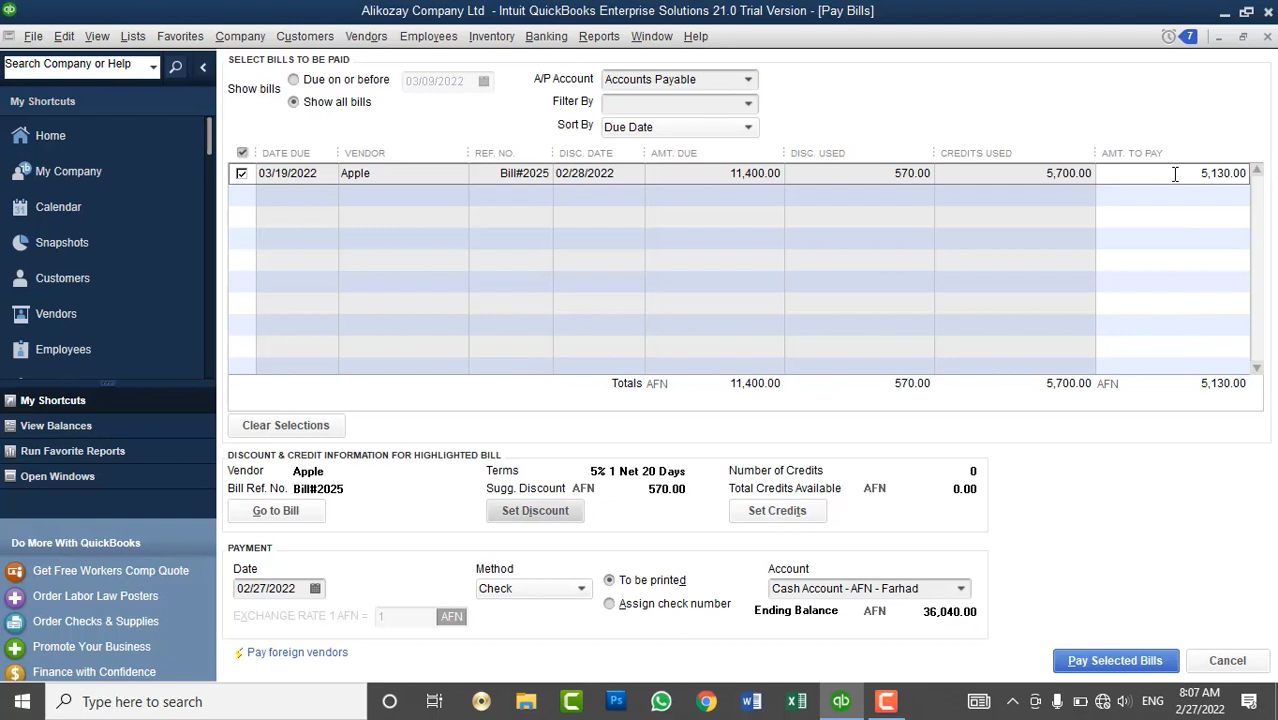 Alikozay Company Ltd - Intuit QuickBooks Enterprise Solutions 21.0 Trial Version - [Pay Bills]
File Edit View Lists Favorites Company Customers Vendors Employees Inventory Banking Reports Window Help 7
Search Company or Help
My Shortcuts
Home
My Company
Calendar
Snapshots
Customers
Vendors
Employees
My Shortcuts
View Balances
Run Favorite Reports
Open Windows
Do More With QuickBooks
Get Free Workers Comp Quote
Order Labor Law Posters
Order Checks & Supplies
Promote Your Business
Finance with Confidence
SELECT BILLS TO BE PAID
Show bills
Due on or before 03/09/2022
Show all bills
A/P Account Accounts Payable
Filter By
Sort By Due Date
DATE DUE VENDOR REF. NO. DISC. DATE AMT. DUE DISC. USED CREDITS USED AMT. TO PAY
03/19/2022 Apple Bill#2025 02/28/2022 11,400.00 570.00 5,700.00 5,130.00
Totals AFN 11,400.00 570.00 5,700.00 AFN 5,130.00
Clear Selections
DISCOUNT & CREDIT INFORMATION FOR HIGHLIGHTED BILL
Vendor Apple Terms 5% 1 Net 20 Days Number of Credits 0
Bill Ref. No. Bill#2025 Sugg. Discount AFN 570.00 Total Credits Available AFN 0.00
Go to Bill Set Discount Set Credits
PAYMENT
Date Method Account
02/27/2022 Check To be printed Cash Account - AFN - Farhad
Assign check number Ending Balance AFN 36,040.00
EXCHANGE RATE 1 AFN = 1 AFN
Pay foreign vendors
Pay Selected Bills Cancel
Type here to search
ENG
8:07 AM
2/27/2022